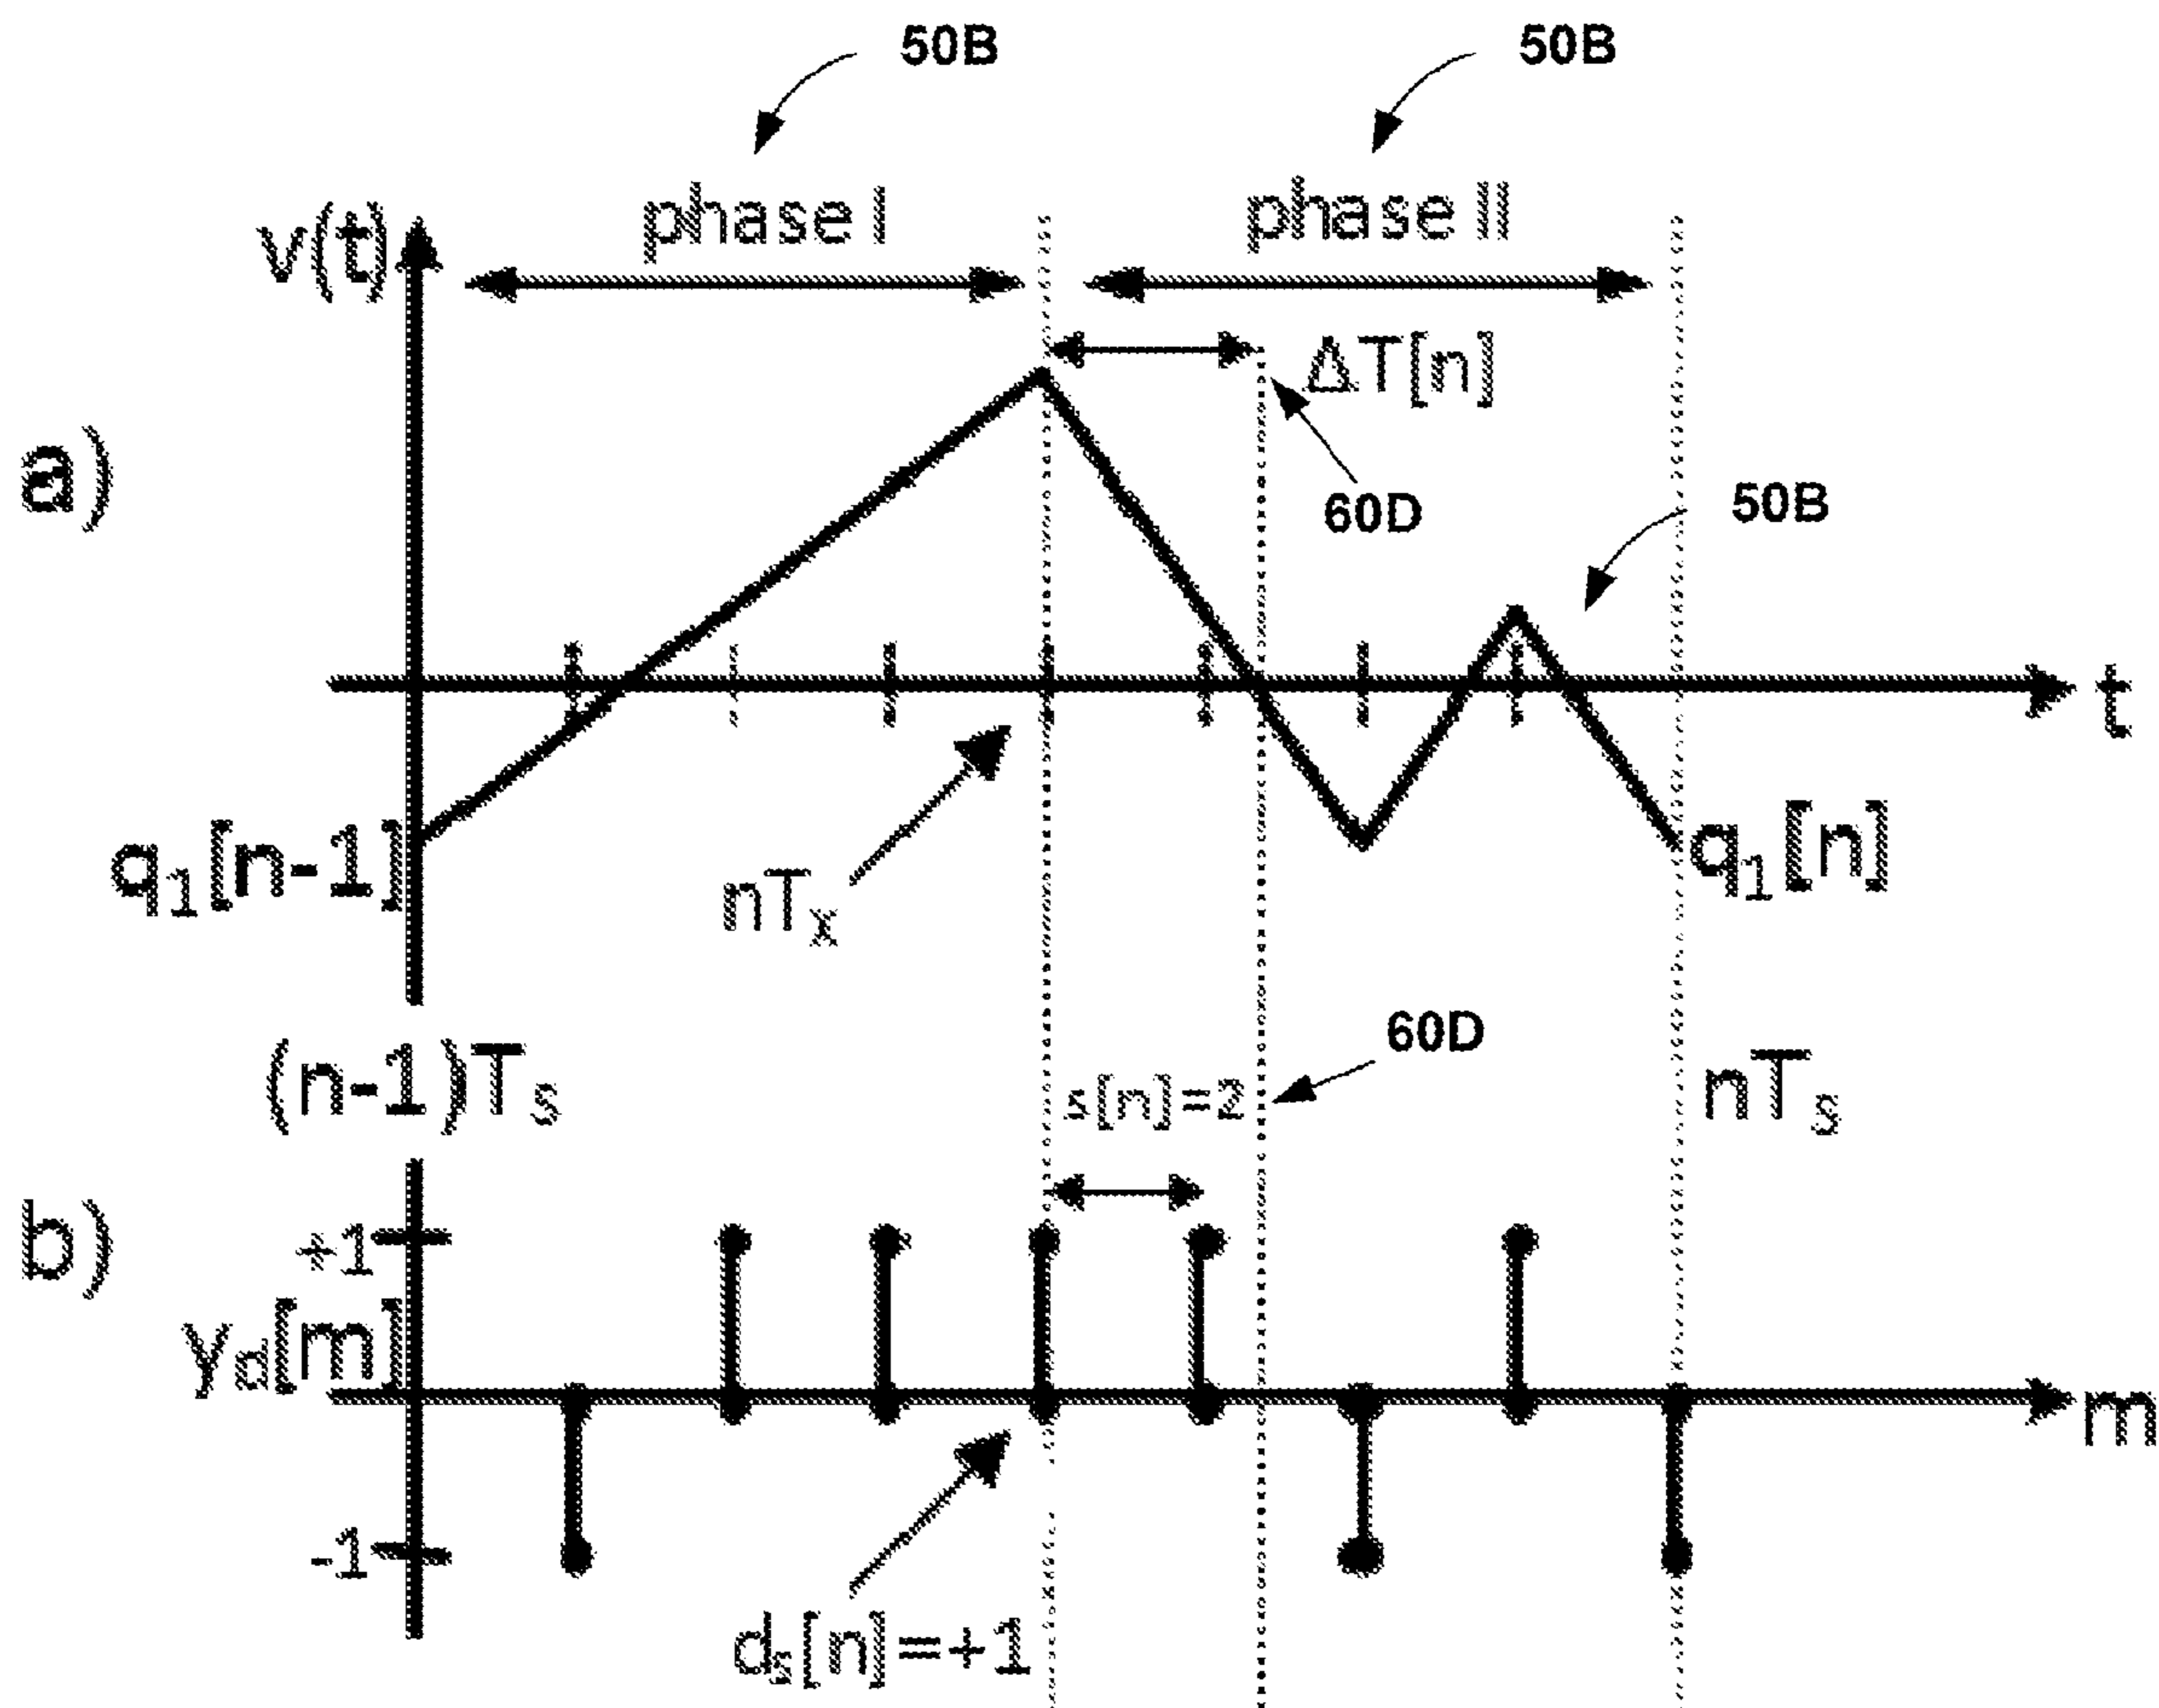 50B 50B
phase I phase II
v(t)
ΔT[n]
a)
60D
50B
t
q₁[n-1]
nTₓ
q₁[n]
60D
(n-1)Tₛ
s[n]=2
nTₛ
b)
+1
y_d[m]
m
-1
dₛ[n]=+1